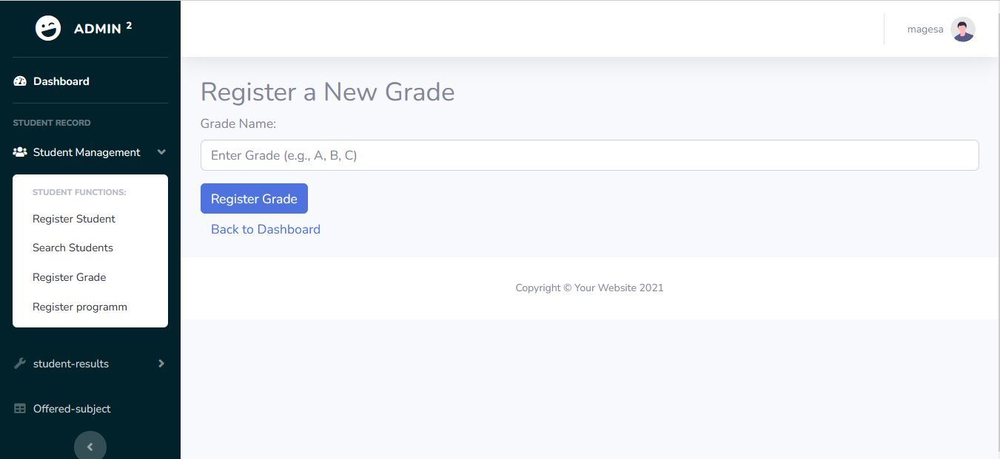 ADMIN 2
magesa
Dashboard
STUDENT RECORD
Student Management
STUDENT FUNCTIONS:
Register Student
Search Students
Register Grade
Register programm
student-results
Offered-subject
Register a New Grade
Grade Name:
Enter Grade (e.g., A, B, C)
Register Grade
Back to Dashboard
Copyright © Your Website 2021